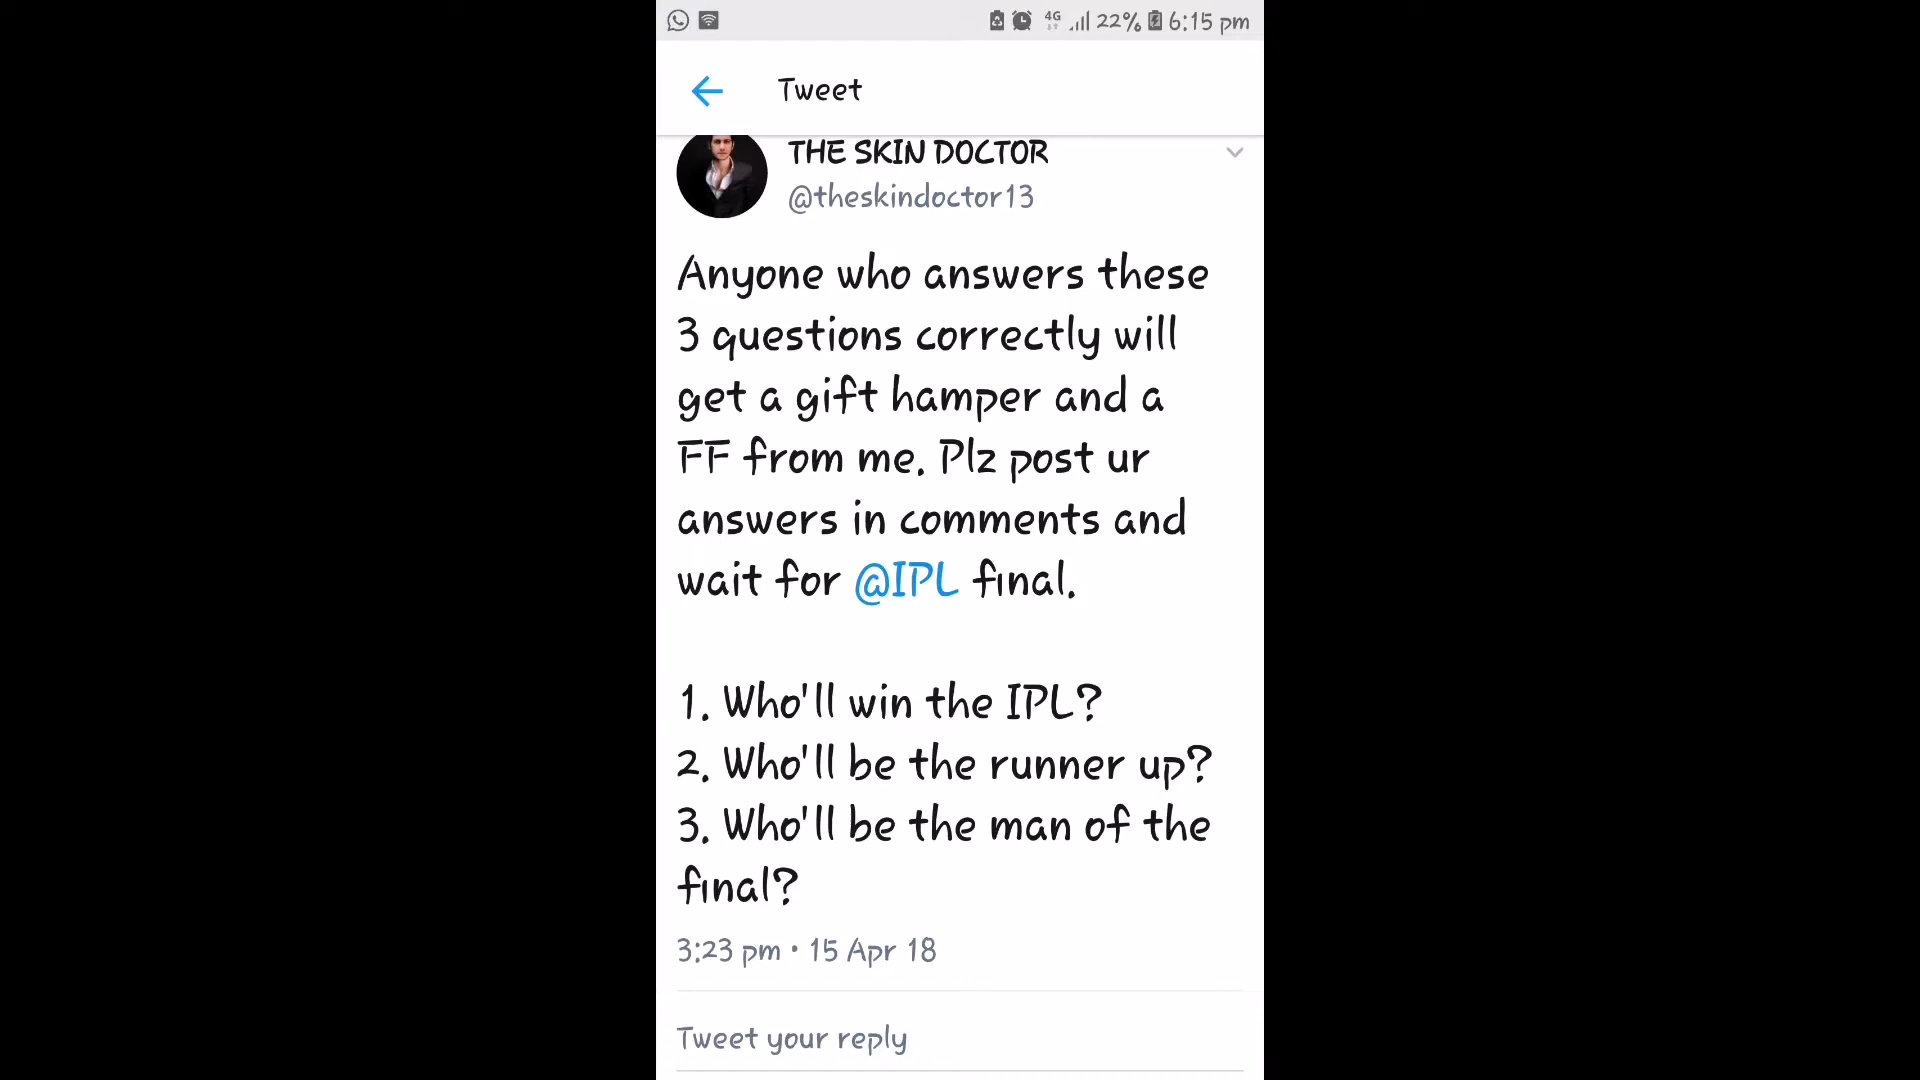 4G 22% 6:15 pm
Tweet
THE SKIN DOCTOR
@theskindoctor13
Anyone who answers these
3 questions correctly will
get a gift hamper and a
FF from me. Plz post ur
answers in comments and
wait for @IPL final.
1. Who'll win the IPL?
2. Who'll be the runner up?
3. Who'll be the man of the
final?
3:23 pm • 15 Apr 18
Tweet your reply